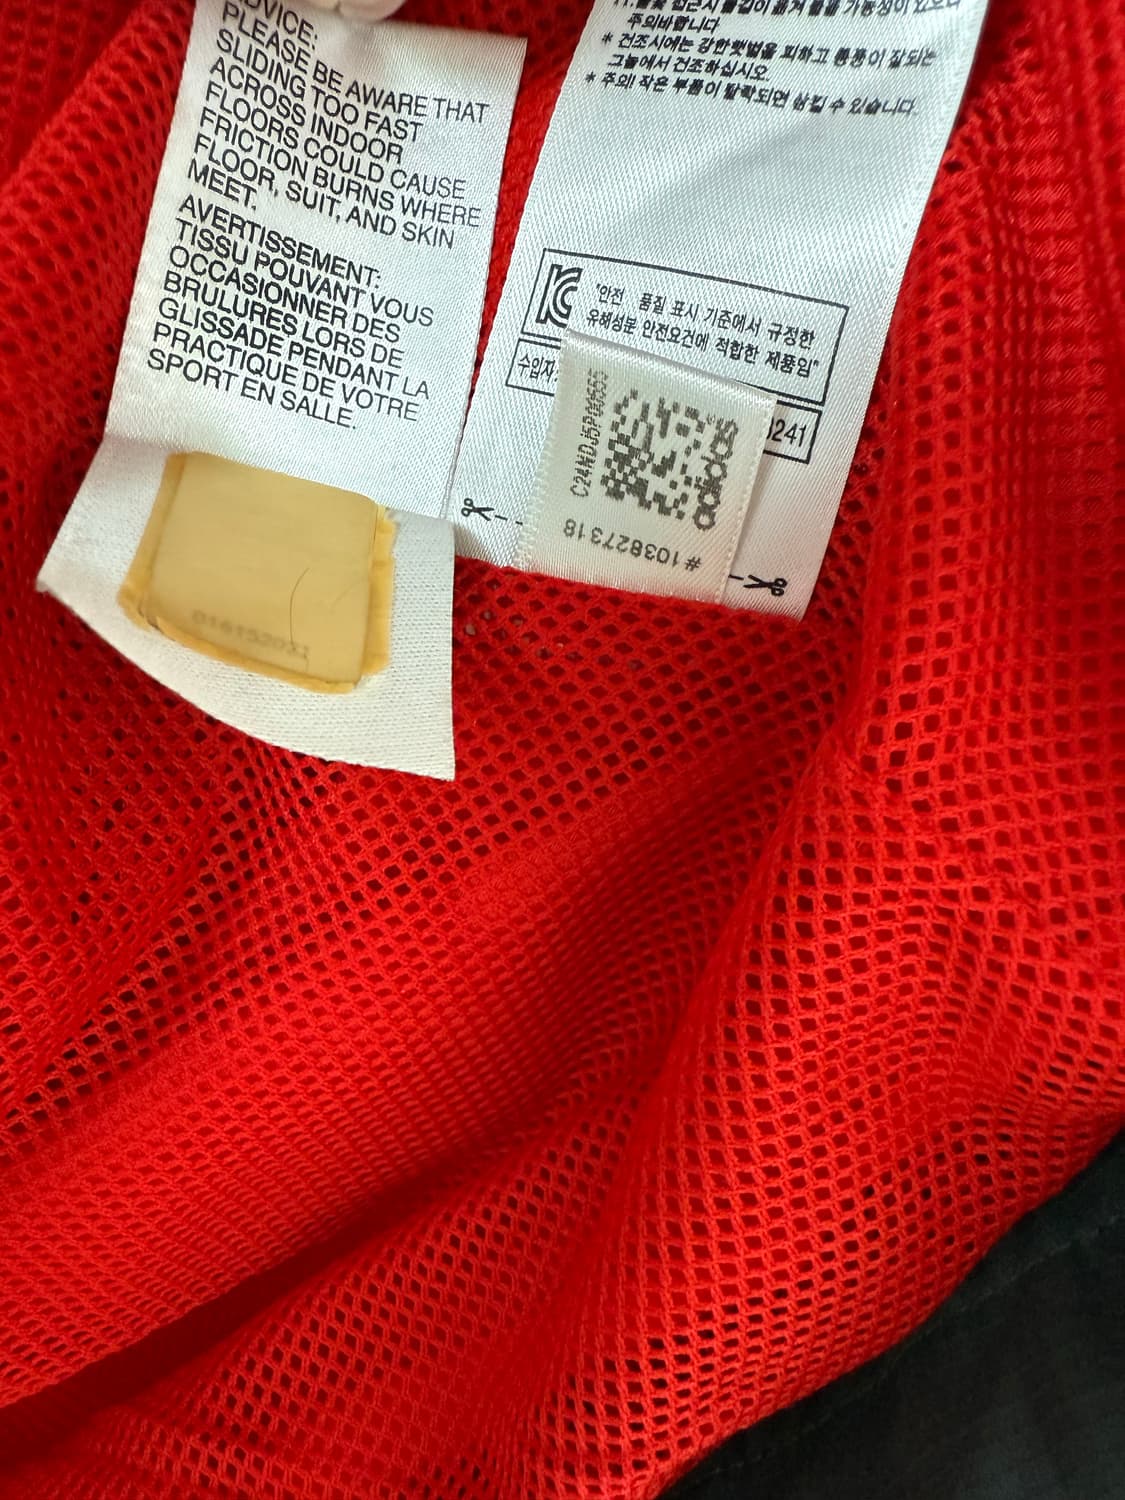 ADVICE:
PLEASE BE AWARE THAT
SLIDING TOO FAST
ACROSS INDOOR
FLOORS COULD CAUSE
FRICTION BURNS WHERE
FLOOR, SUIT, AND SKIN
MEET.
AVERTISSEMENT:
TISSU POUVANT VOUS
OCCASIONNER DES
BRULURES LORS DE
GLISSADE PENDANT LA
PRACTIQUE DE VOTRE
SPORT EN SALLE.
주의바랍니다
* 건조시에는 강한햇볕을 피하고 통풍이 잘되는
그늘에서 건조하십시오
* 주의! 작은 부품이 탈락되면 삼킬 수 있습니다.
"안전 품질 표시 기준에서 규정한
유해성분 안전요건에 적합한 제품임"
수입자:
241
adidas
C24NDJ5P00555
#103827318